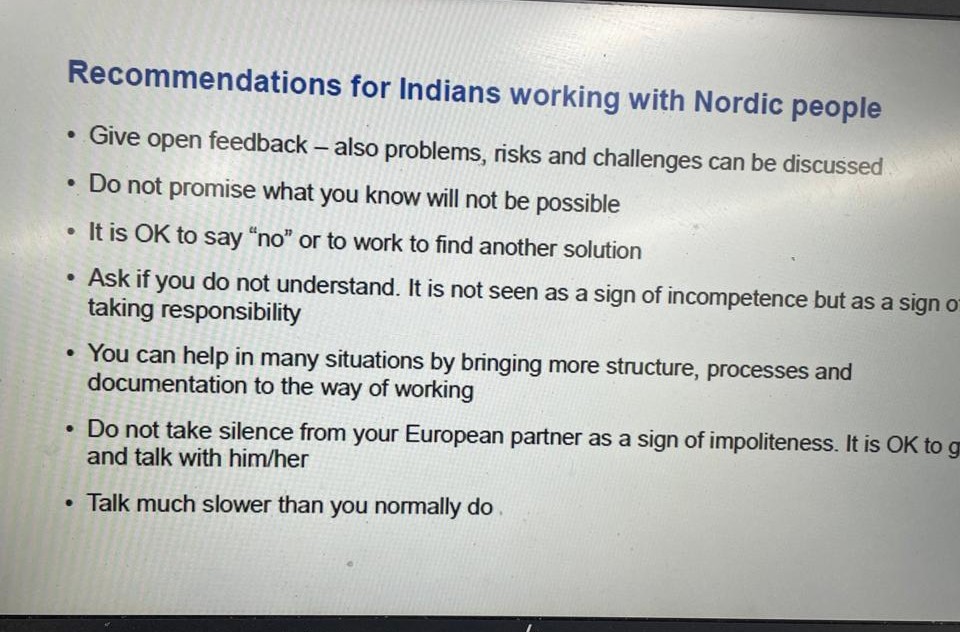 Recommendations for Indians working with Nordic people
• Give open feedback – also problems, risks and challenges can be discussed
• Do not promise what you know will not be possible
• It is OK to say “no” or to work to find another solution
• Ask if you do not understand. It is not seen as a sign of incompetence but as a sign
taking responsibility
• You can help in many situations by bringing more structure, processes and
documentation to the way of working
• Do not take silence from your European partner as a sign of impoliteness. It is OK to
and talk with him/her
• Talk much slower than you normally do